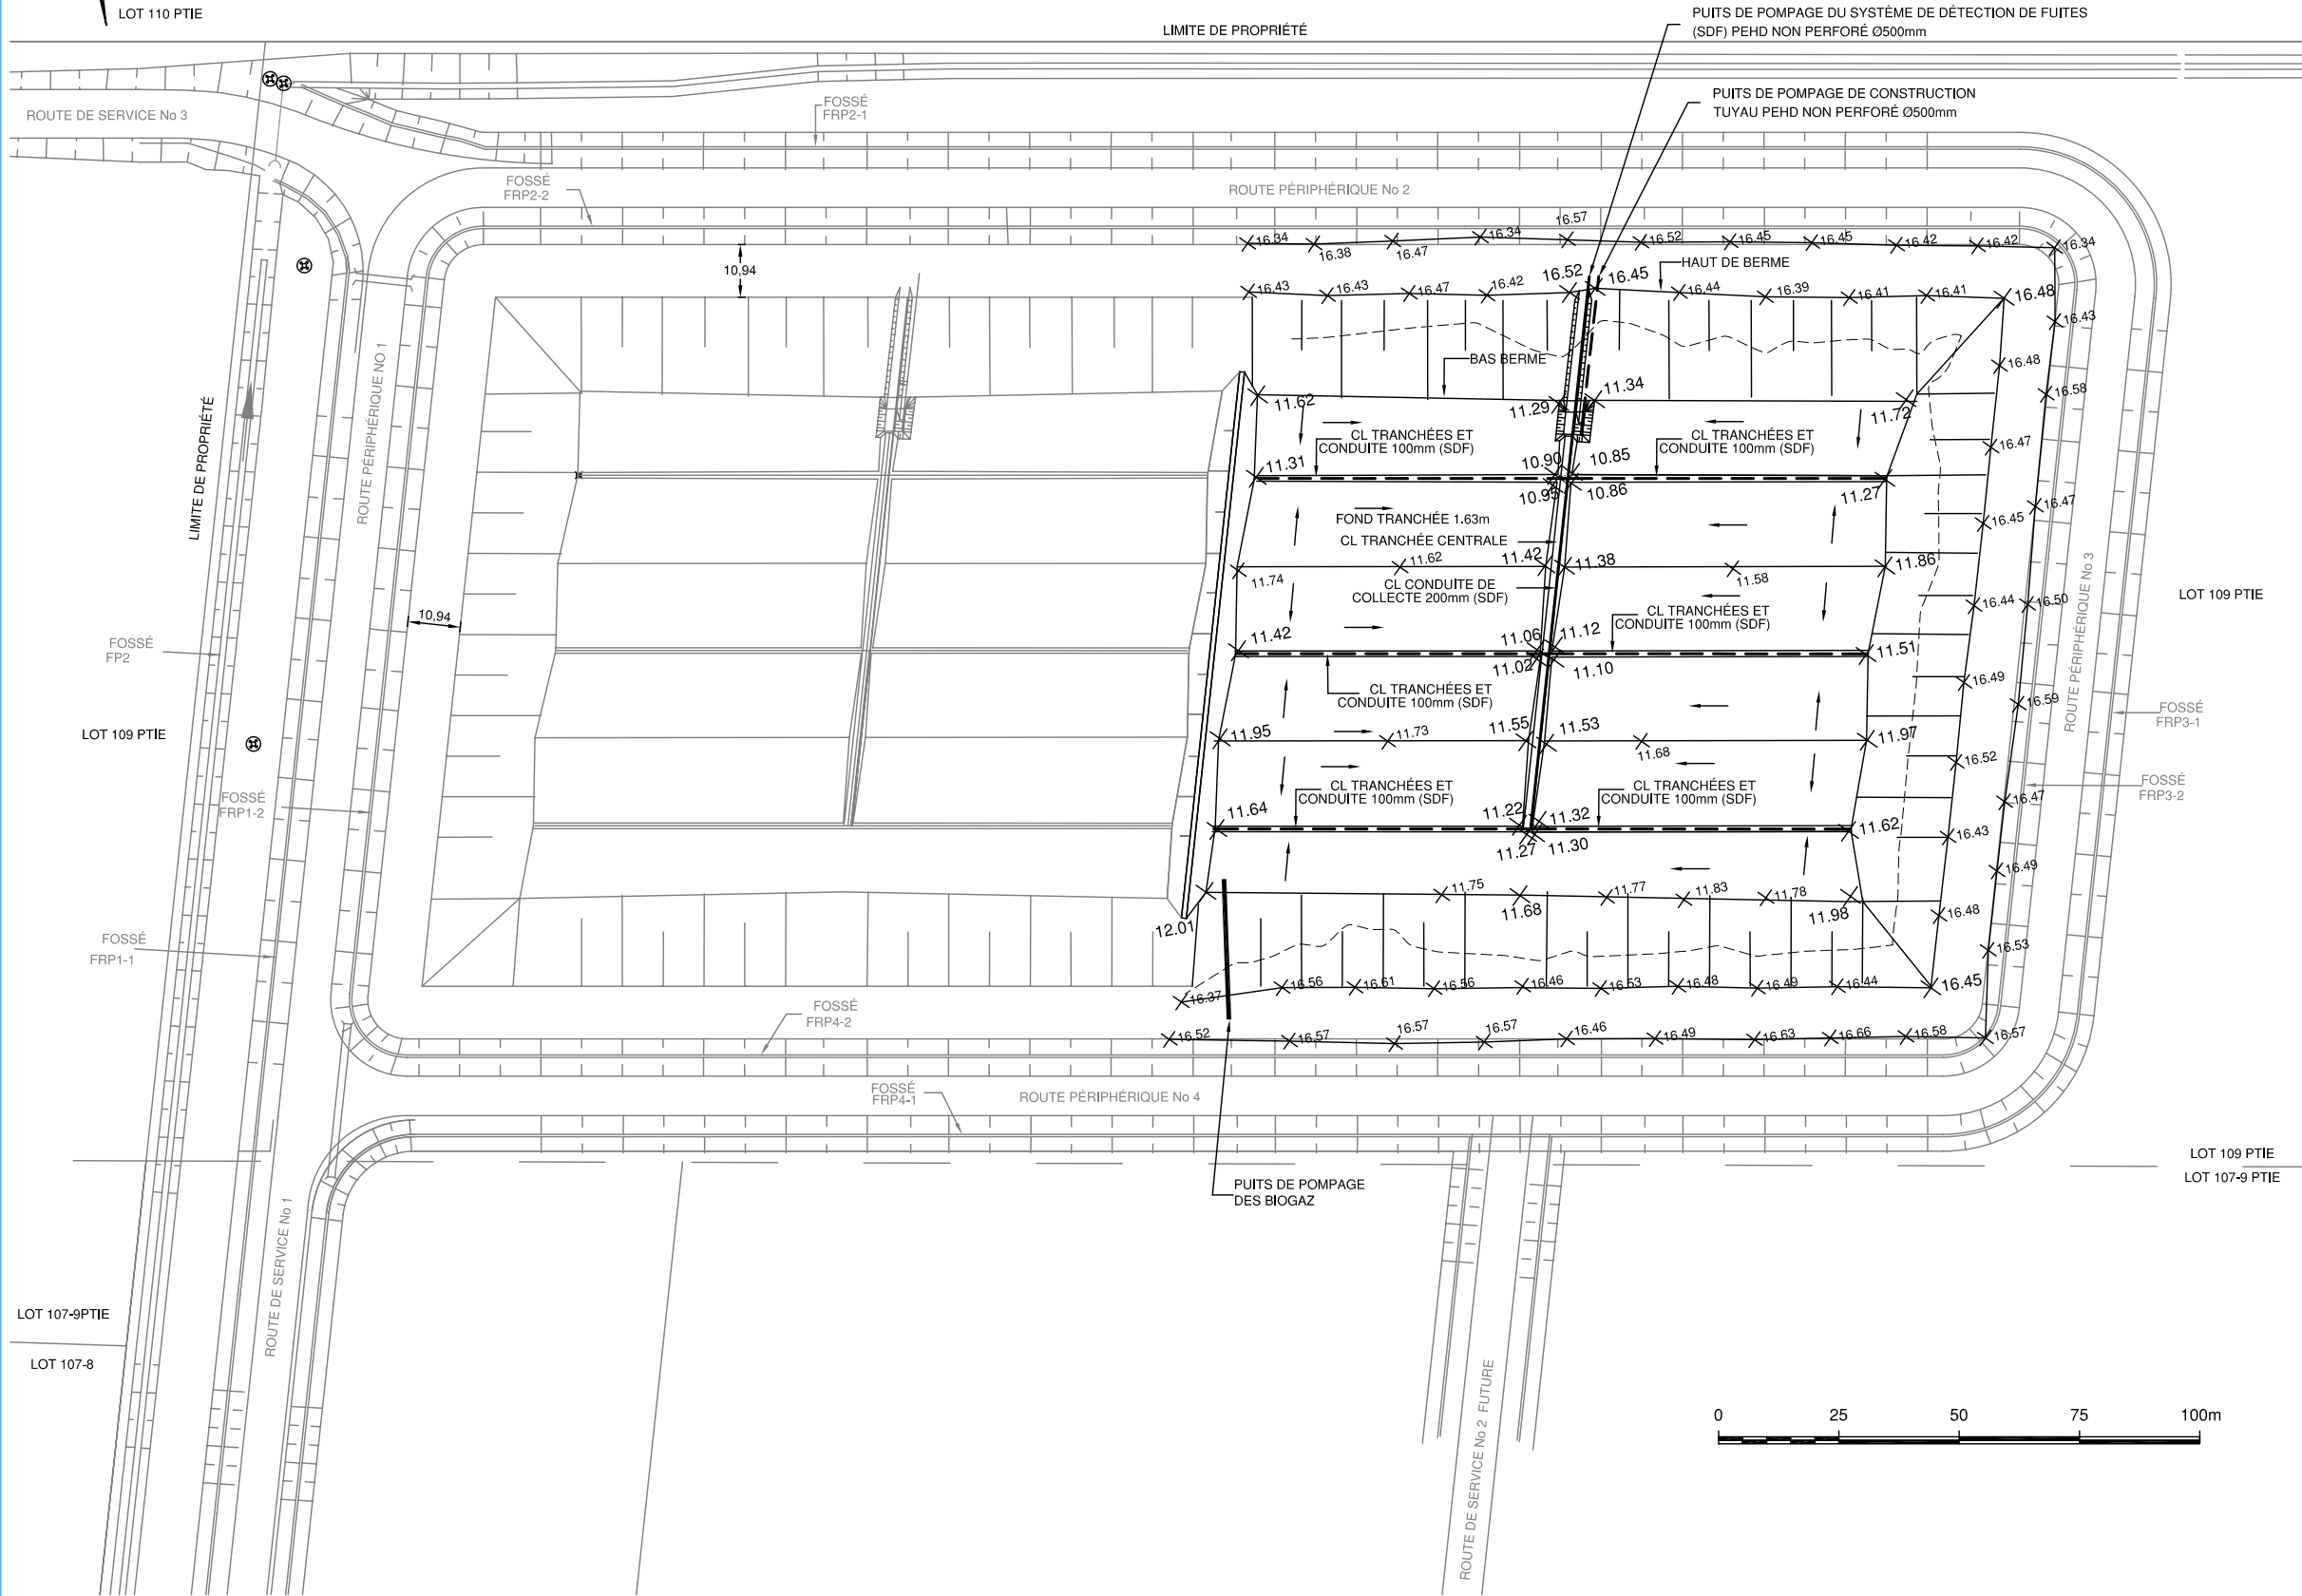 LOT 110 PTIE
LIMITE DE PROPRIÉTÉ
PUITS DE POMPAGE DU SYSTÈME DE DÉTECTION DE FUITES
(SDF) PEHD NON PERFORÉ Ø500mm
PUITS DE POMPAGE DE CONSTRUCTION
TUYAU PEHD NON PERFORÉ Ø500mm
ROUTE DE SERVICE No 3
FOSSÉ
FRP2-1
FOSSÉ
FRP2-2
ROUTE PÉRIPHÉRIQUE No 2
16.34
16.38
16.47
16.34
16.57
16.52
16.45
16.45
16.42
16.42
16.34
10,94
HAUT DE BERME
16.43
16.43
16.47
16.42
16.52
16.45
16.44
16.39
16.41
16.41
16.48
16.43
16.48
16.58
BAS BERME
11.62
11.29
11.34
11.72
ROUTE PÉRIPHÉRIQUE NO 1
LIMITE DE PROPRIÉTÉ
CL TRANCHÉES ET
CONDUITE 100mm (SDF)
CL TRANCHÉES ET
CONDUITE 100mm (SDF)
16.47
11.31
10.90
10.85
10.95
10.86
11.27
16.47
16.45
FOND TRANCHÉE 1.63m
CL TRANCHÉE CENTRALE
11.74
11.62
11.42
11.38
11.58
11.86
CL CONDUITE DE
COLLECTE 200mm (SDF)
16.44
16.50
LOT 109 PTIE
CL TRANCHÉES ET
CONDUITE 100mm (SDF)
10,94
FOSSÉ
FP2
11.42
11.06
11.12
11.02
11.10
11.51
ROUTE PÉRIPHÉRIQUE No 3
CL TRANCHÉES ET
CONDUITE 100mm (SDF)
16.49
16.59
FOSSÉ
FRP3-1
LOT 109 PTIE
11.95
11.73
11.55
11.53
11.68
11.97
16.52
FOSSÉ
FRP3-2
FOSSÉ
FRP1-2
CL TRANCHÉES ET
CONDUITE 100mm (SDF)
CL TRANCHÉES ET
CONDUITE 100mm (SDF)
16.47
11.64
11.22
11.32
11.27
11.30
11.62
16.43
16.49
11.75
11.68
11.77
11.83
11.78
11.98
16.48
12.01
FOSSÉ
FRP1-1
16.53
16.37
16.56
16.61
16.56
16.46
16.53
16.48
16.49
16.44
16.45
FOSSÉ
FRP4-2
16.52
16.57
16.57
16.57
16.46
16.49
16.63
16.66
16.58
16.57
FOSSÉ
FRP4-1
ROUTE PÉRIPHÉRIQUE No 4
LOT 109 PTIE
LOT 107-9 PTIE
PUITS DE POMPAGE
DES BIOGAZ
ROUTE DE SERVICE No 1
LOT 107-9PTIE
LOT 107-8
ROUTE DE SERVICE No 2  FUTURE
0
25
50
75
100m